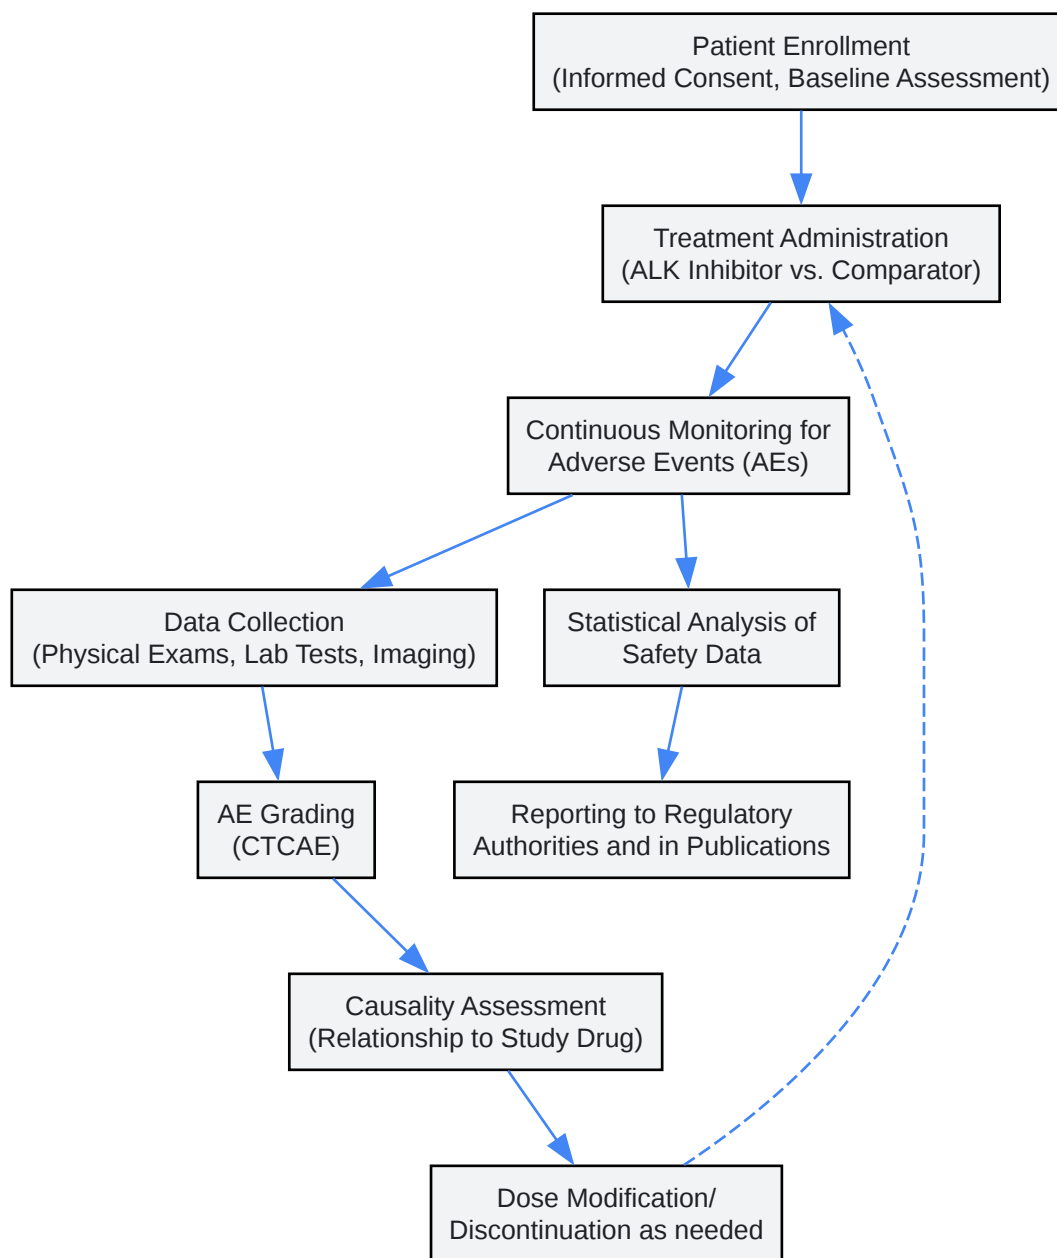 Patient Enrollment
(Informed Consent, Baseline Assessment)
Treatment Administration
(ALK Inhibitor vs. Comparator)
Continuous Monitoring for
Adverse Events (AEs)
Data Collection
(Physical Exams, Lab Tests, Imaging)
Statistical Analysis of
Safety Data
AE Grading
(CTCAE)
Reporting to Regulatory
Authorities and in Publications
Causality Assessment
(Relationship to Study Drug)
Dose Modification/
Discontinuation as needed